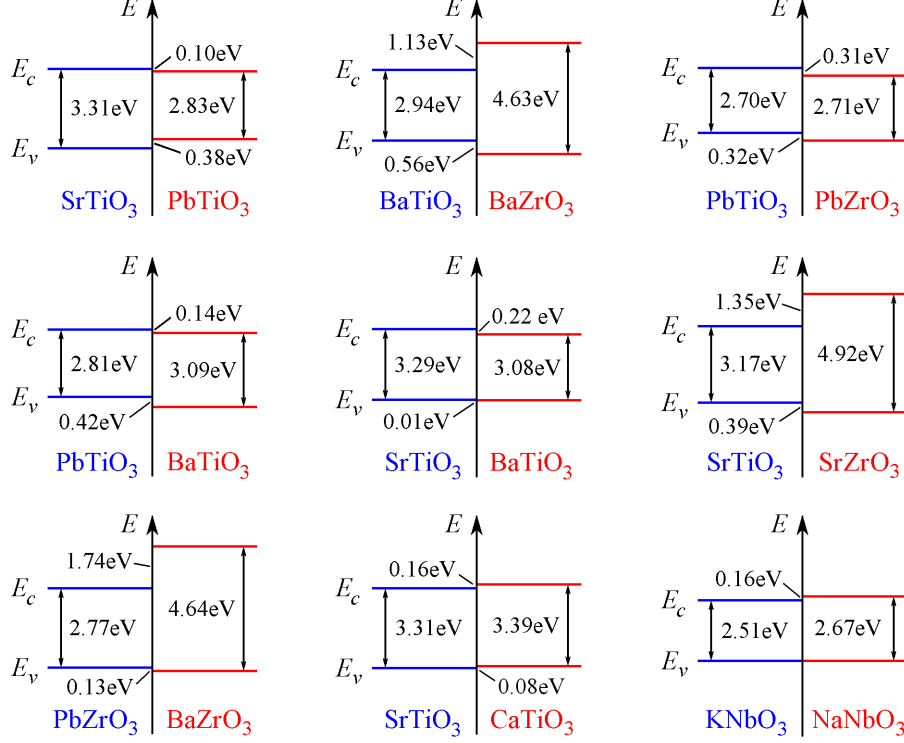 E
E
E
0.10eV
E_c
3.31eV
2.83eV
E_v
0.38eV
SrTiO₃
PbTiO₃
1.13eV
E_c
2.94eV
4.63eV
E_v
0.56eV
BaTiO₃
BaZrO₃
0.31eV
E_c
2.70eV
2.71eV
E_v
0.32eV
PbTiO₃
PbZrO₃
E
0.14eV
E_c
2.81eV
3.09eV
E_v
0.42eV
PbTiO₃
BaTiO₃
E
0.22 eV
E_c
3.29eV
3.08eV
E_v
0.01eV
SrTiO₃
BaTiO₃
E
1.35eV
E_c
3.17eV
4.92eV
E_v
0.39eV
SrTiO₃
SrZrO₃
E
1.74eV
E_c
2.77eV
4.64eV
E_v
0.13eV
PbZrO₃
BaZrO₃
E
0.16eV
E_c
3.31eV
3.39eV
E_v
0.08eV
SrTiO₃
CaTiO₃
E
0.16eV
E_c
2.51eV
2.67eV
E_v
KNbO₃
NaNbO₃